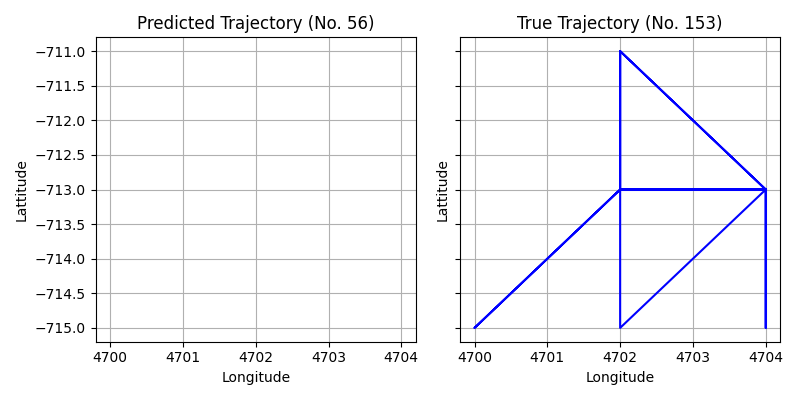 Predicted Trajectory (No. 56)
True Trajectory (No. 153)
−711.0
−711.5
−712.0
−712.5
−713.0
−713.5
−714.0
−714.5
−715.0
Lattitude
Lattitude
4700 4701 4702 4703 4704
4700 4701 4702 4703 4704
Longitude
Longitude